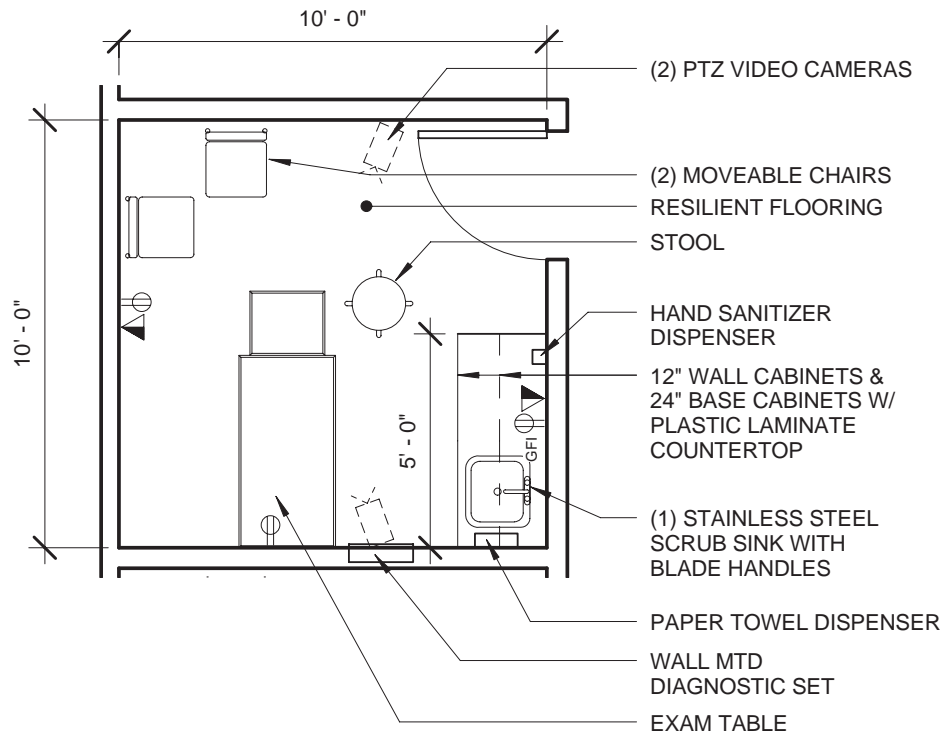 10' - 0"
(2) PTZ VIDEO CAMERAS
(2) MOVEABLE CHAIRS
RESILIENT FLOORING
STOOL
10' - 0"
HAND SANITIZER
DISPENSER
12" WALL CABINETS &
24" BASE CABINETS W/
PLASTIC LAMINATE
COUNTERTOP
5' - 0"
GFI
(1) STAINLESS STEEL
SCRUB SINK WITH
BLADE HANDLES
PAPER TOWEL DISPENSER
WALL MTD
DIAGNOSTIC SET
EXAM TABLE